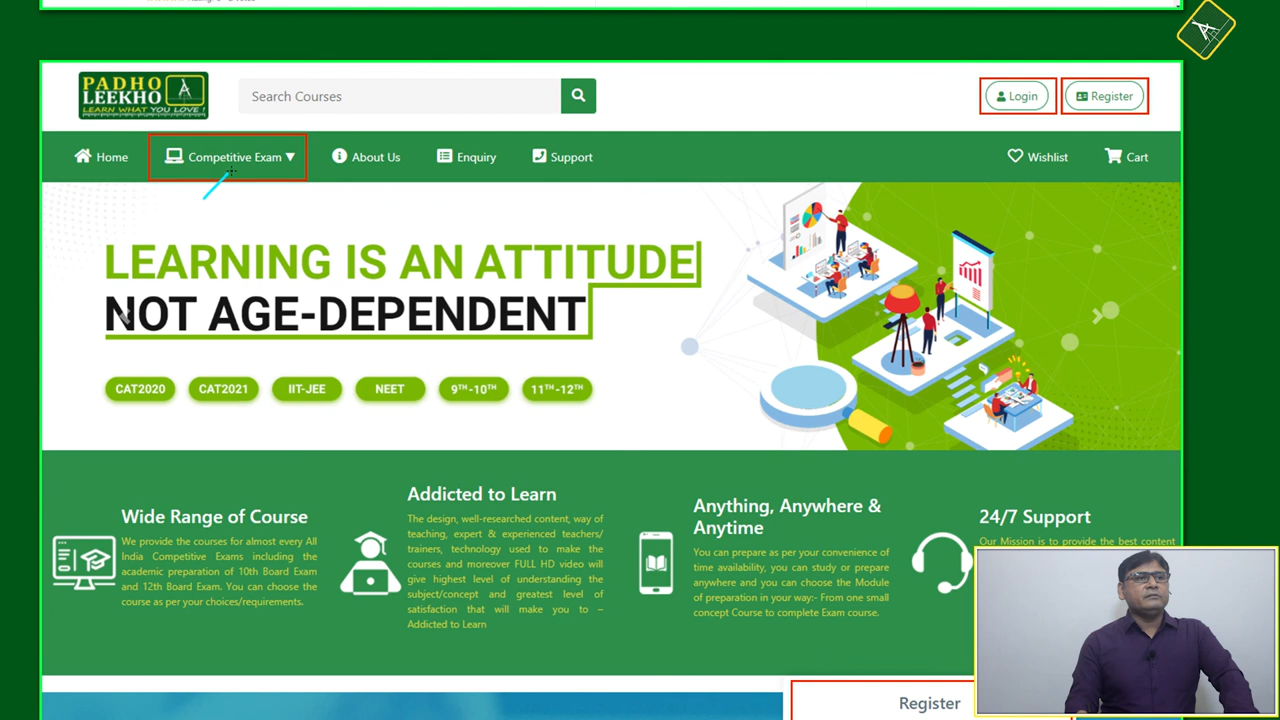 PADHO
LEEKHO
LEARN WHAT YOU LOVE !
Search Courses
Login
Register
Home
Competitive Exam ▼
About Us
Enquiry
Support
Wishlist
Cart
LEARNING IS AN ATTITUDE
NOT AGE-DEPENDENT
CAT2020
CAT2021
IIT-JEE
NEET
9TH-10TH
11TH-12TH
Wide Range of Course
We provide the courses for almost every All
India Competitive Exams including the
academic preparation of 10th Board Exam
and 12th Board Exam. You can choose the
course as per your choices/requirements.
Addicted to Learn
The design, well-researched content, way of
teaching, expert & experienced teachers/
trainers, technology used to make the
courses and moreover FULL HD video will
give highest level of understanding the
subject/concept and greatest level of
satisfaction that will make you to –
Addicted to Learn
Anything, Anywhere &
Anytime
You can prepare as per your convenience of
time availability, you can study or prepare
anywhere and you can choose the Module
of preparation in your way:- From one small
concept Course to complete Exam course.
24/7 Support
Our Mission is to provide the best content
Register